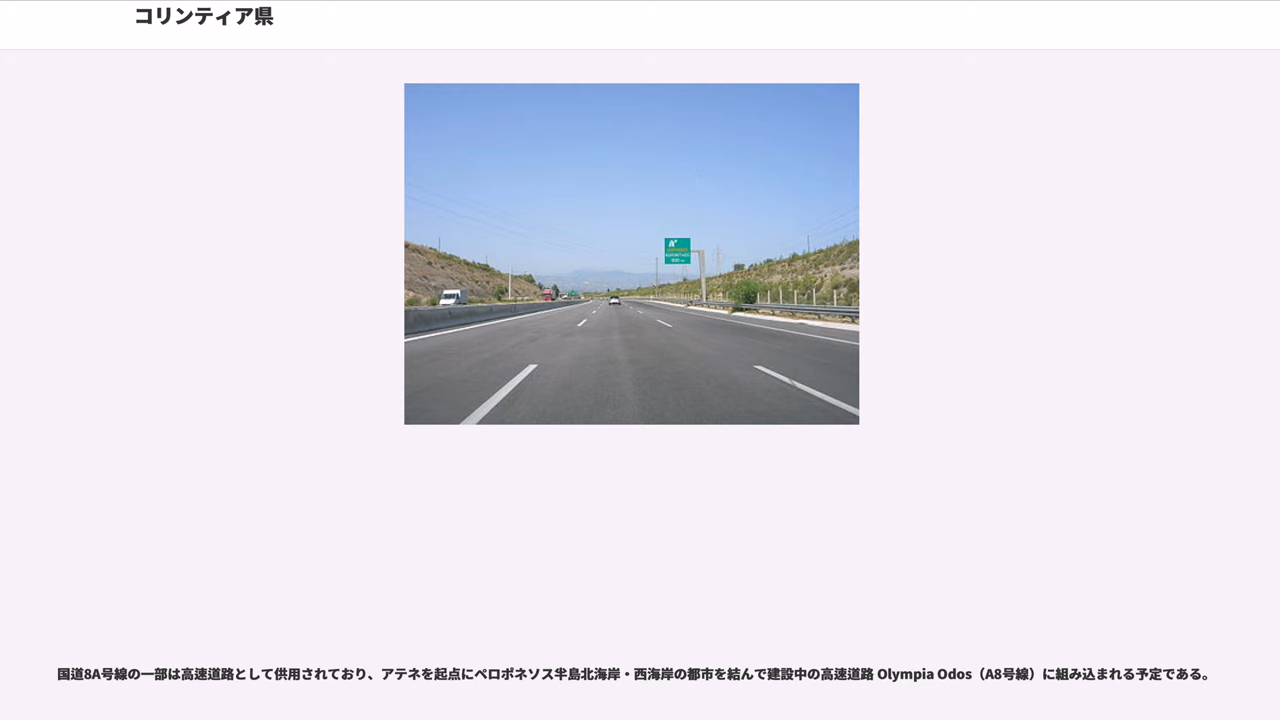 コリンティア県
国道8A号線の一部は高速道路として供用されており、アテネを起点にペロポネソス半島北海岸・西海岸の都市を結んで建設中の高速道路 Olympia Odos（A8号線）に組み込まれる予定である。